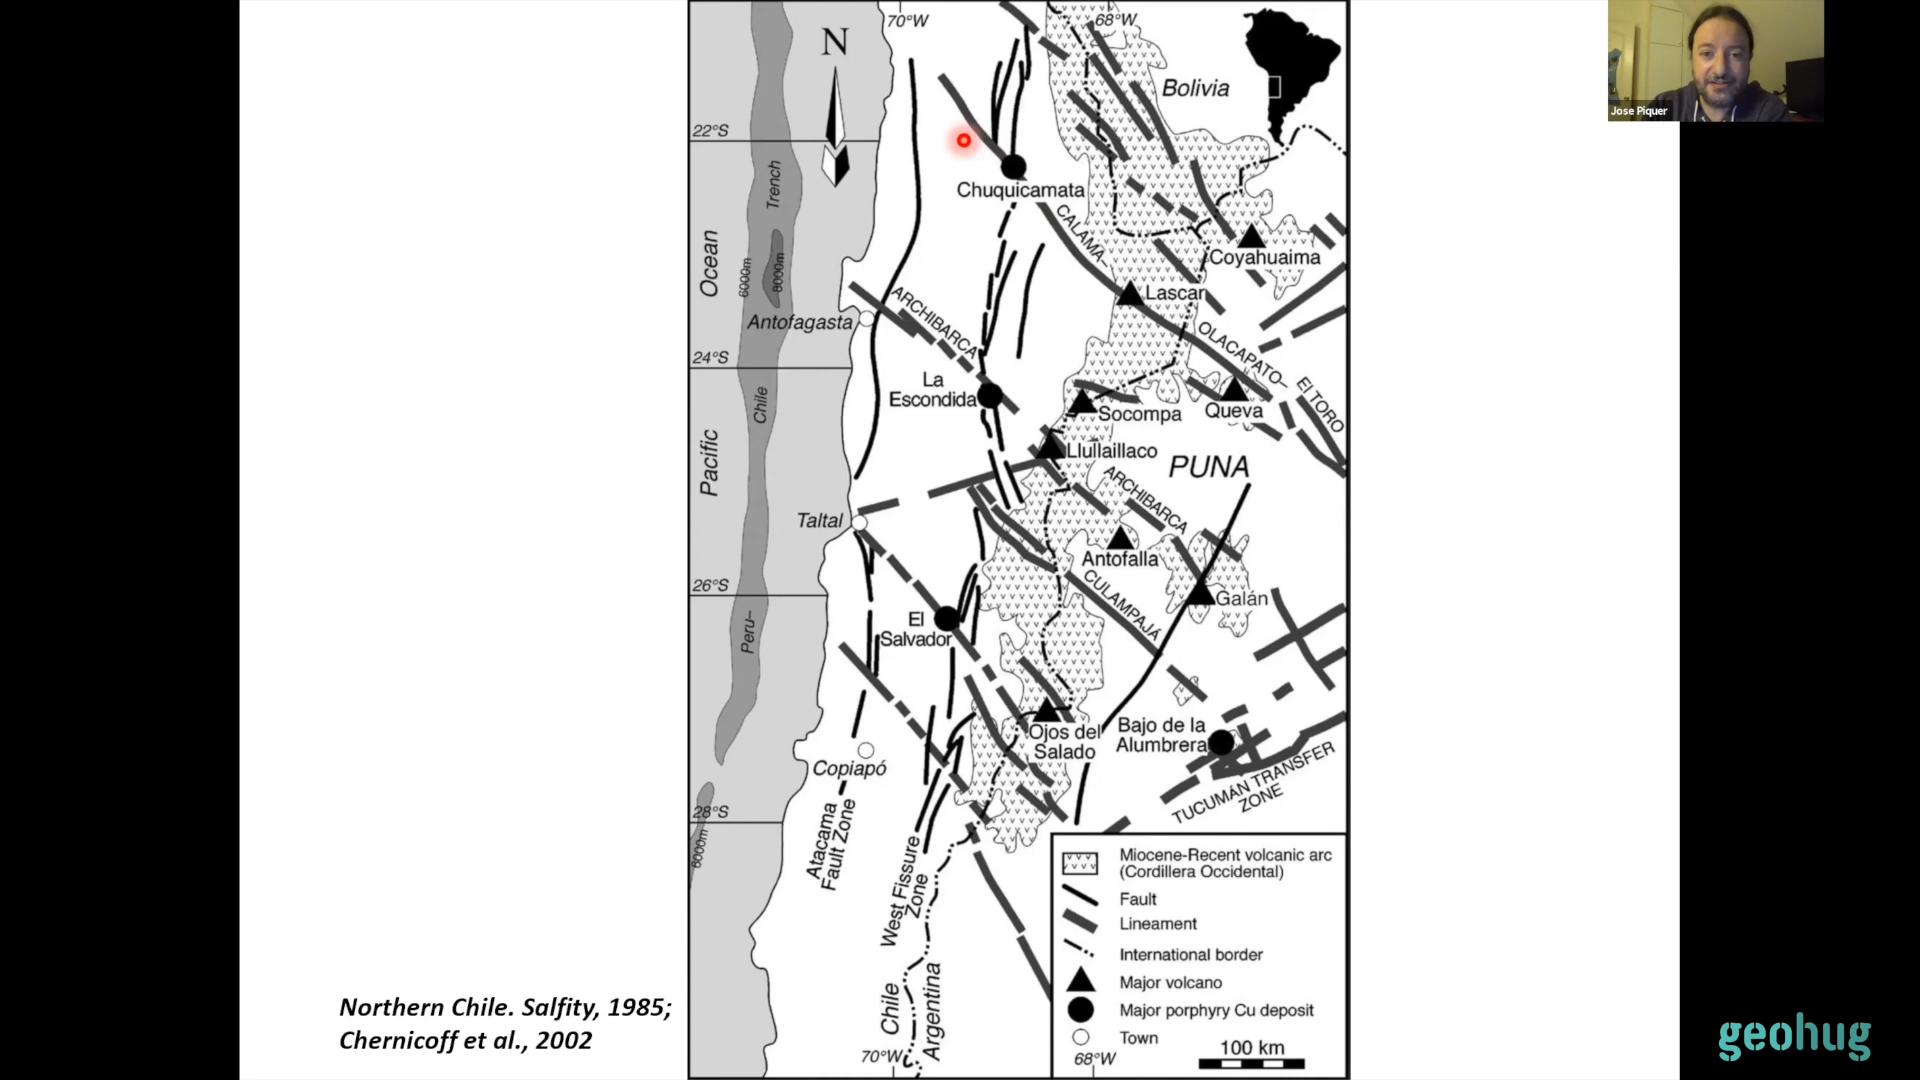 70°W
68°W
N
Bolivia
Jose Piquer
22°S
Trench
Chuquicamata
CALAMA–
Ocean
6000m
8000m
Coyahuaima
Lascar
ARCHIBARCA
Antofagasta
OLACAPATO–
24°S
La
Escondida
El TORO
Chile
Socompa
Queva
Pacific
Llullaillaco
PUNA
ARCHIBARCA
Taltal
Antofalla
26°S
CULAMPAJÁ
Galán
Peru–
El
Salvador
Ojos del
Salado
Bajo de la
Alumbrera
Copiapó
TUCUMÁN TRANSFER
ZONE
28°S
6000m
Atacama
Fault Zone
West Fissure
Zone
Miocene-Recent volcanic arc
(Cordillera Occidental)
Fault
Lineament
International border
Major volcano
Major porphyry Cu deposit
Town
Chile
Argentina
70°W
68°W
100 km
Northern Chile. Salfity, 1985;
Chernicoff et al., 2002
geohug